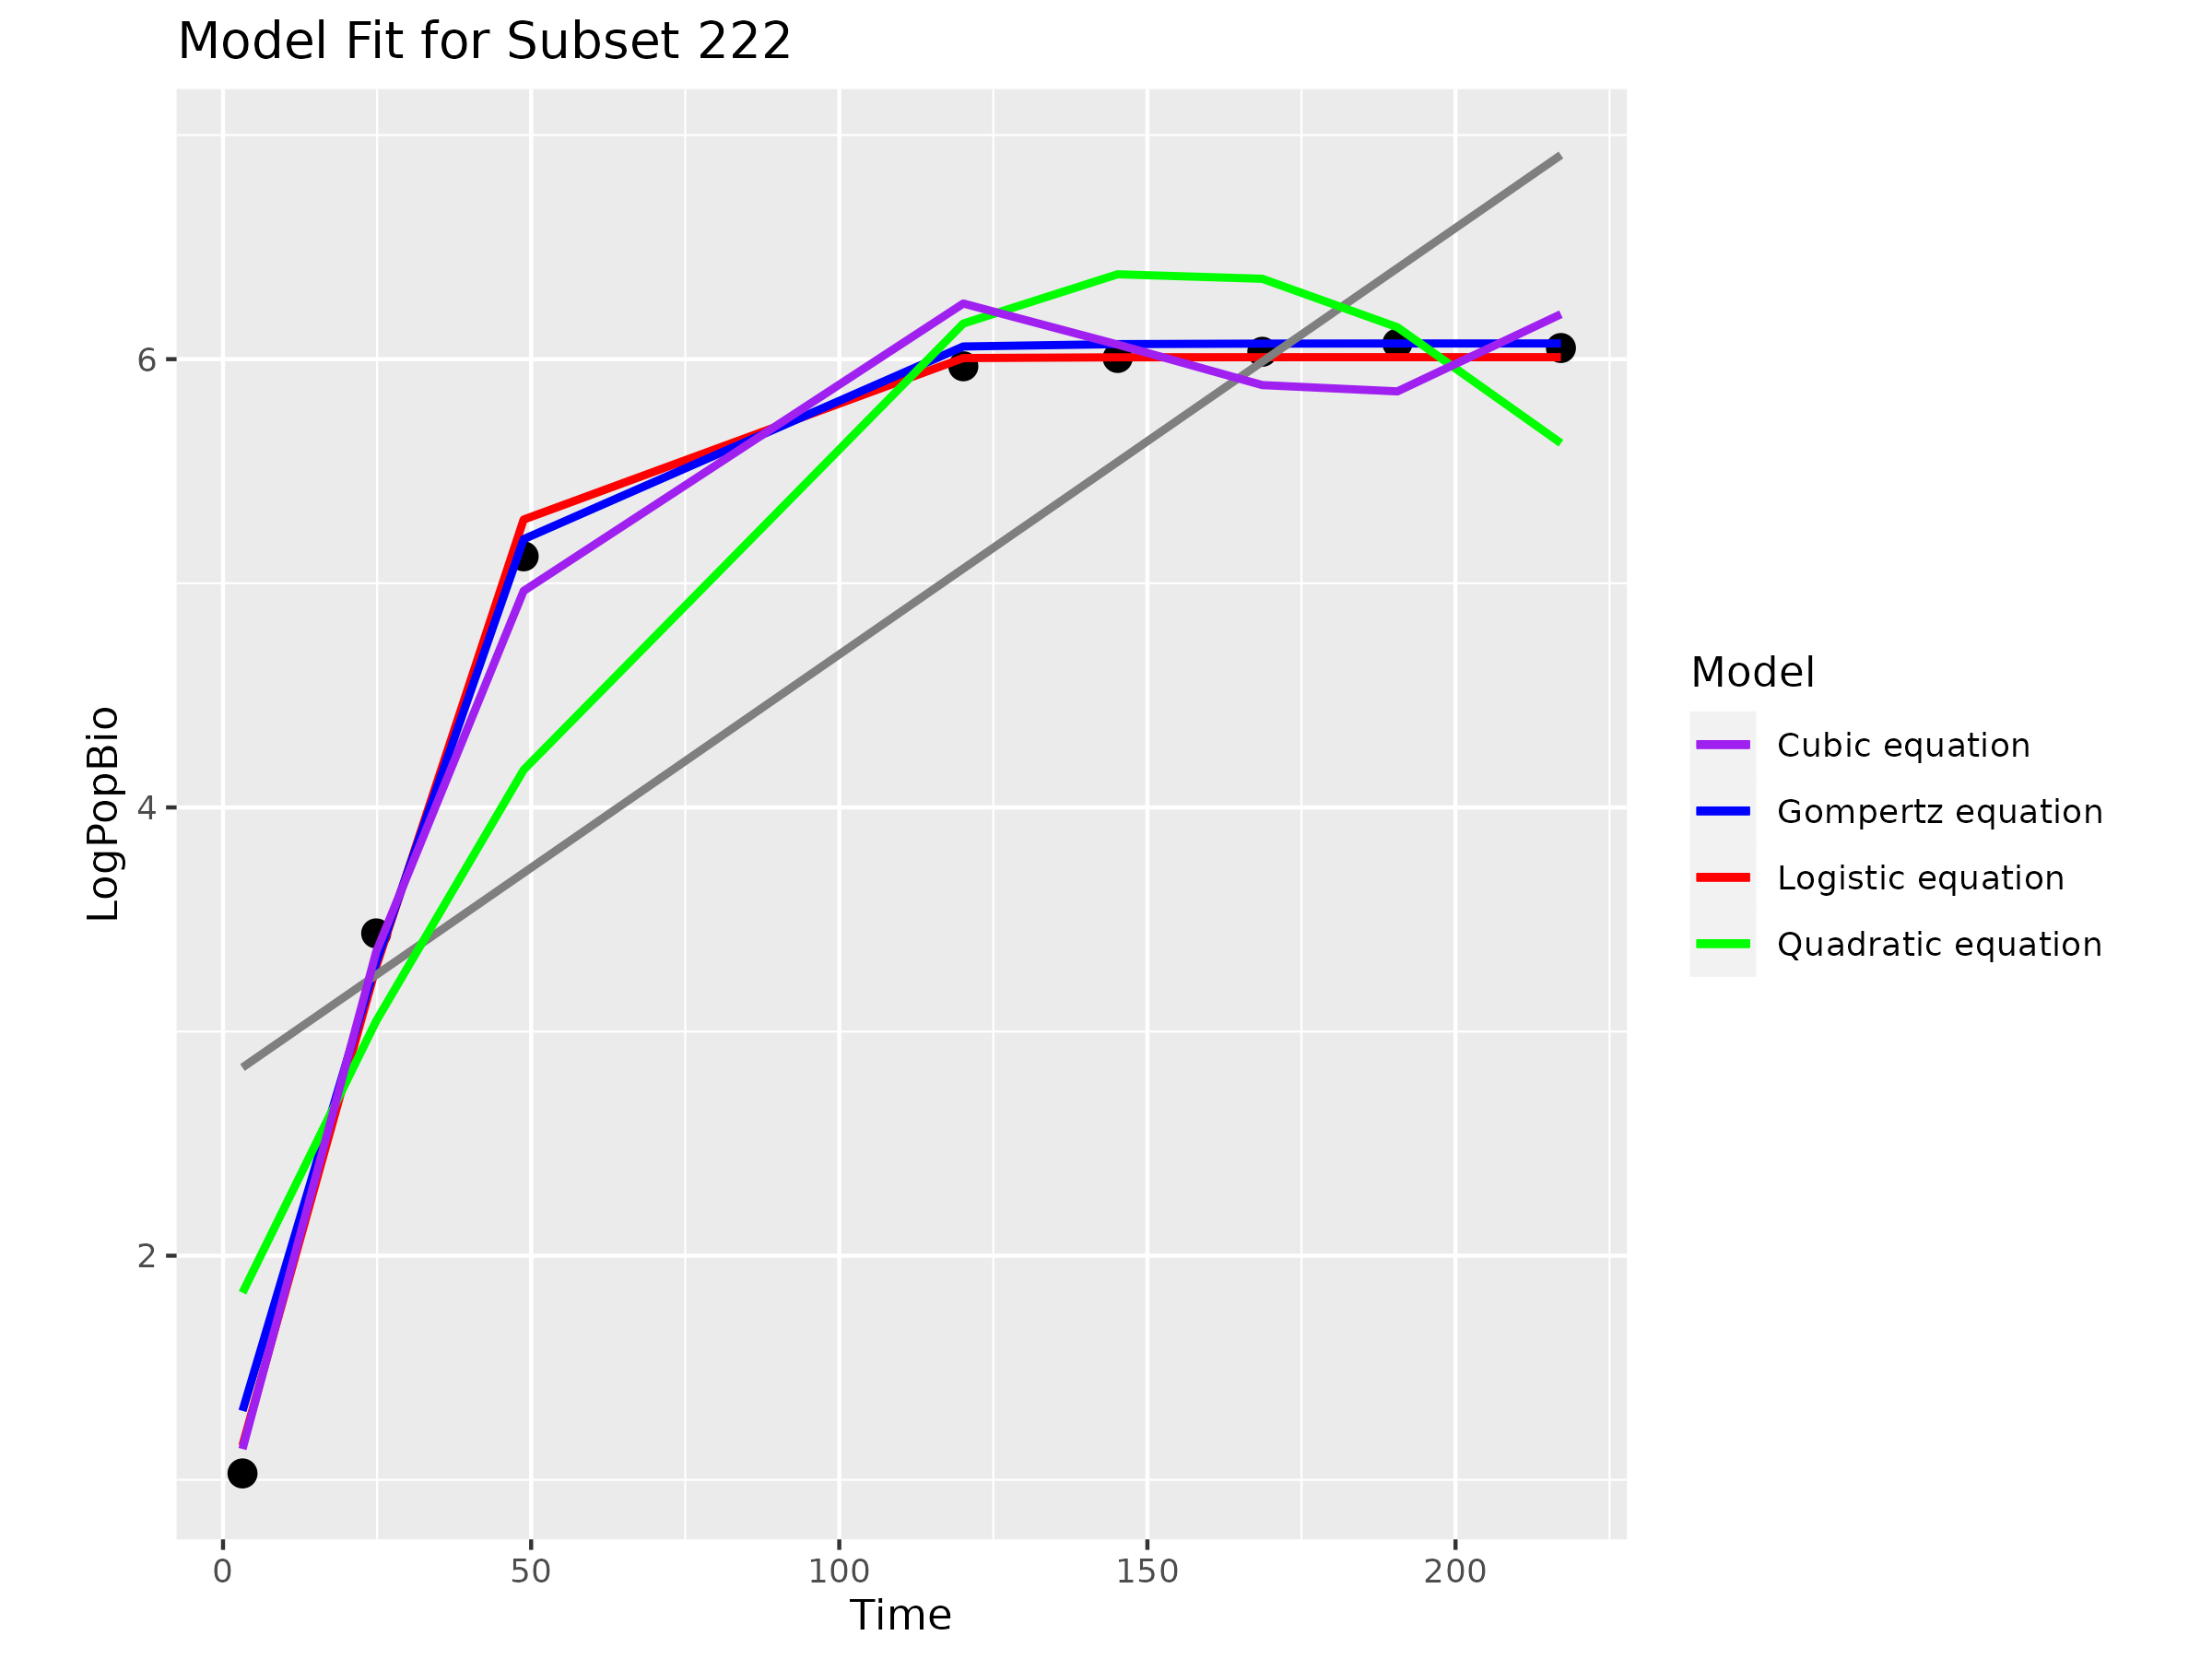 Model Fit for Subset 222
LogPopBio
6
4
2
0
50
100
150
200
Time
Model
Cubic equation
Gompertz equation
Logistic equation
Quadratic equation